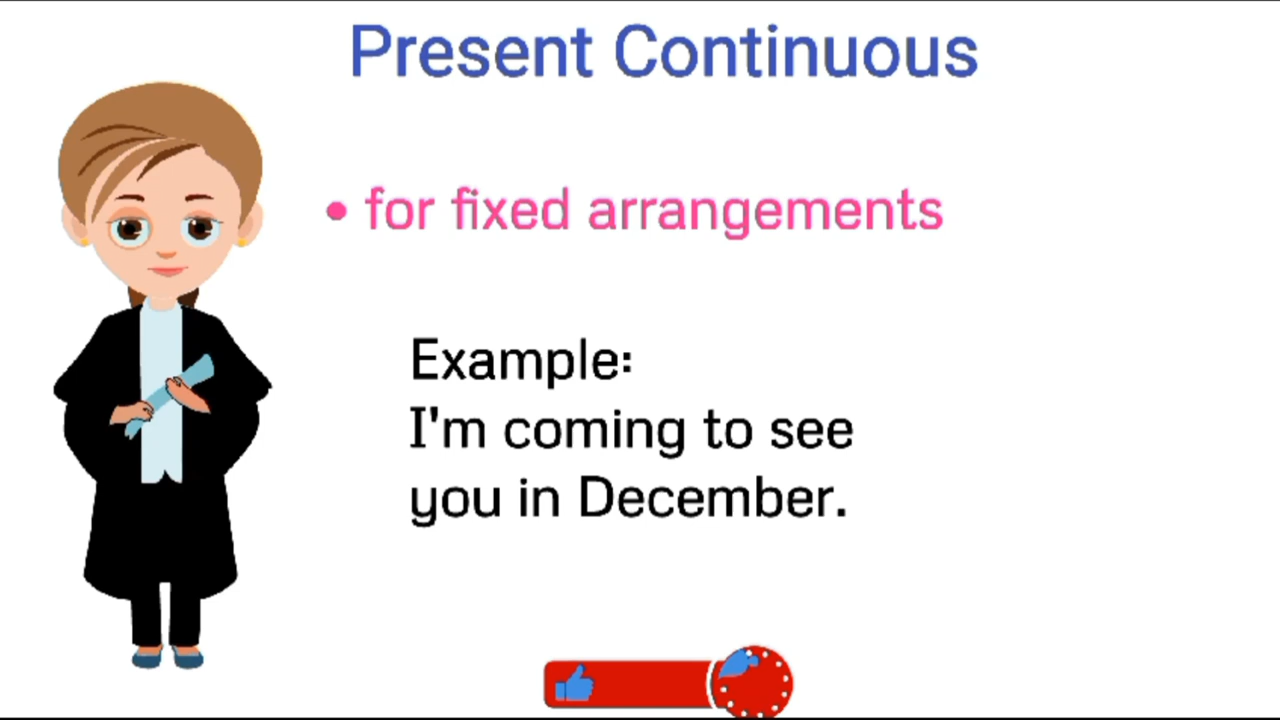 Present Continuous
• for fixed arrangements
Example:
I'm coming to see
you in December.